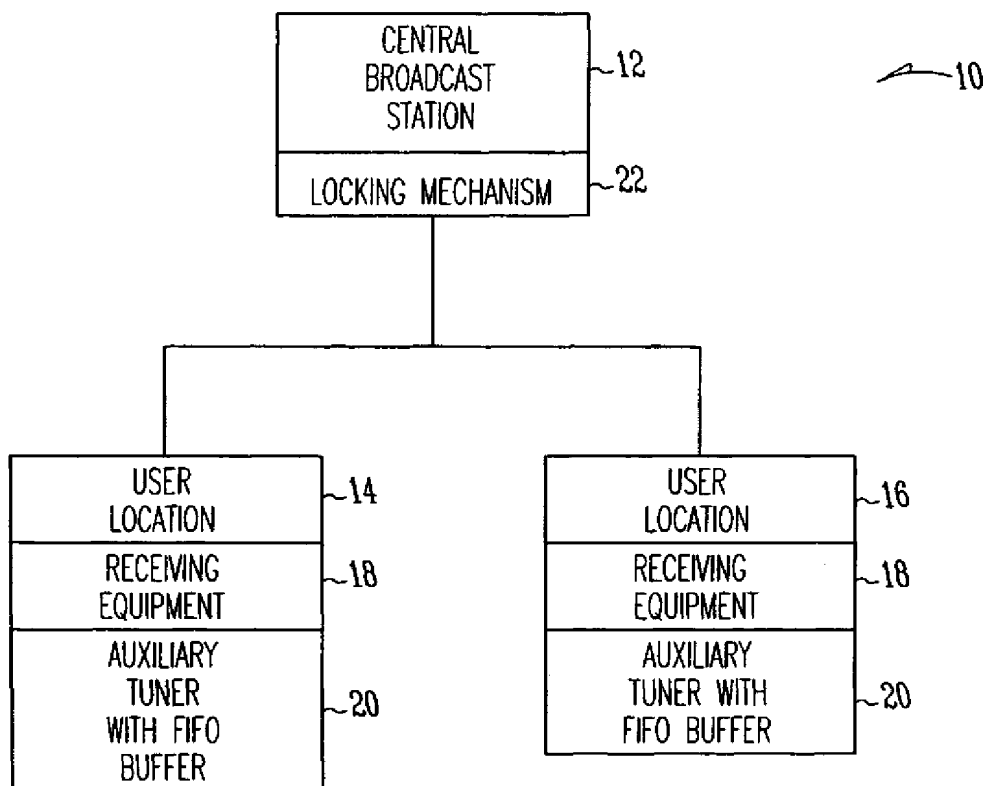 CENTRAL
BROADCAST
STATION
12
10
LOCKING MECHANISM
22
USER
LOCATION
14
RECEIVING
EQUIPMENT
18
AUXILIARY
TUNER
WITH FIFO
BUFFER
20
USER
LOCATION
16
RECEIVING
EQUIPMENT
18
AUXILIARY
TUNER WITH
FIFO BUFFER
20